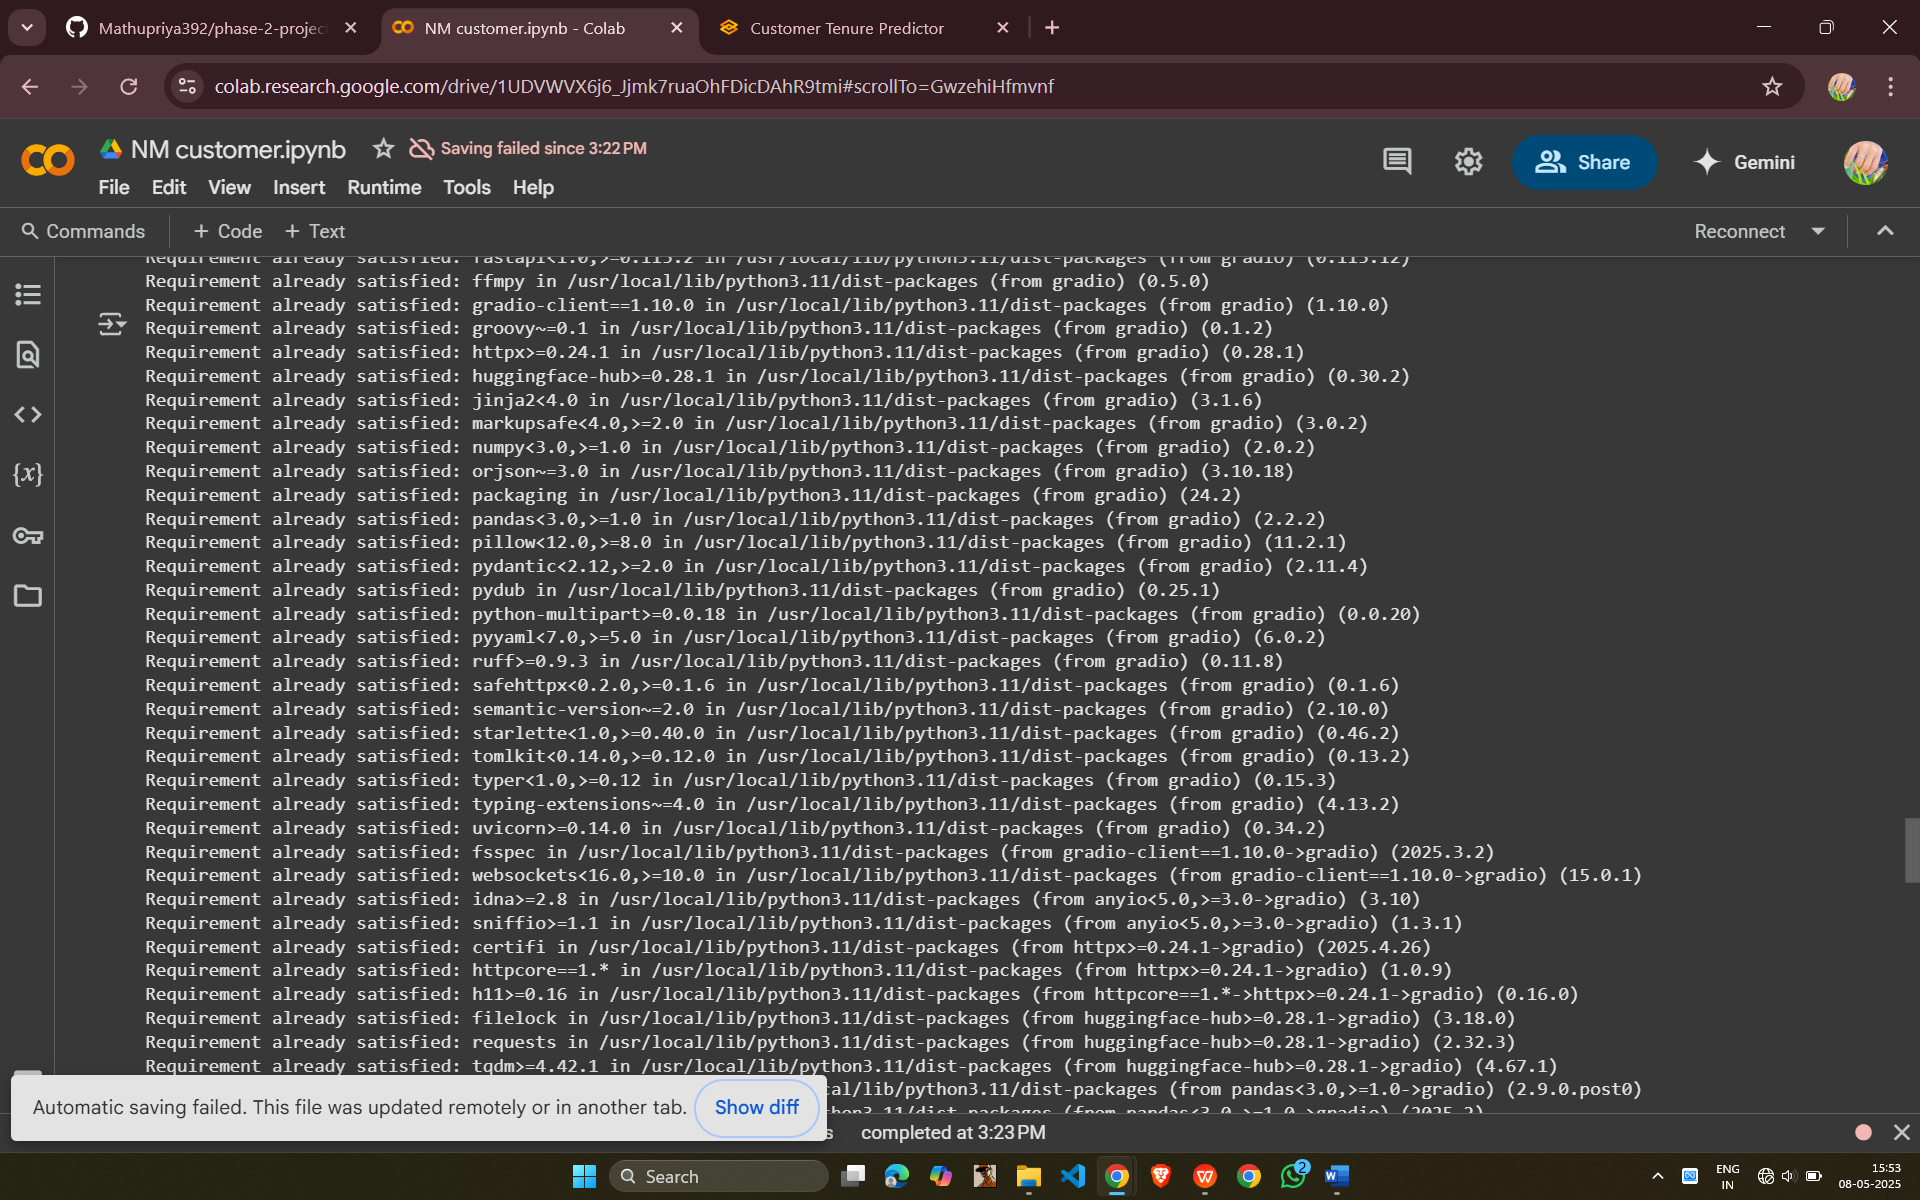 Mathupriya392/phase-2-project
NM customer.ipynb - Colab
Customer Tenure Predictor
colab.research.google.com/drive/1UDVWVX6j6_Jjmk7ruaOhFDicDAhR9tmi#scrollTo=GwzehiHfmvnf
NM customer.ipynb
Saving failed since 3:22 PM
Share
Gemini
File Edit View Insert Runtime Tools Help
Commands + Code + Text
Reconnect
Requirement already satisfied: fastapi<1.0,>=0.115.2 in /usr/local/lib/python3.11/dist-packages (from gradio) (0.115.12)
Requirement already satisfied: ffmpy in /usr/local/lib/python3.11/dist-packages (from gradio) (0.5.0)
Requirement already satisfied: gradio-client==1.10.0 in /usr/local/lib/python3.11/dist-packages (from gradio) (1.10.0)
Requirement already satisfied: groovy~=0.1 in /usr/local/lib/python3.11/dist-packages (from gradio) (0.1.2)
Requirement already satisfied: httpx>=0.24.1 in /usr/local/lib/python3.11/dist-packages (from gradio) (0.28.1)
Requirement already satisfied: huggingface-hub>=0.28.1 in /usr/local/lib/python3.11/dist-packages (from gradio) (0.30.2)
Requirement already satisfied: jinja2<4.0 in /usr/local/lib/python3.11/dist-packages (from gradio) (3.1.6)
Requirement already satisfied: markupsafe<4.0,>=2.0 in /usr/local/lib/python3.11/dist-packages (from gradio) (3.0.2)
Requirement already satisfied: numpy<3.0,>=1.0 in /usr/local/lib/python3.11/dist-packages (from gradio) (2.0.2)
Requirement already satisfied: orjson~=3.0 in /usr/local/lib/python3.11/dist-packages (from gradio) (3.10.18)
Requirement already satisfied: packaging in /usr/local/lib/python3.11/dist-packages (from gradio) (24.2)
Requirement already satisfied: pandas<3.0,>=1.0 in /usr/local/lib/python3.11/dist-packages (from gradio) (2.2.2)
Requirement already satisfied: pillow<12.0,>=8.0 in /usr/local/lib/python3.11/dist-packages (from gradio) (11.2.1)
Requirement already satisfied: pydantic<2.12,>=2.0 in /usr/local/lib/python3.11/dist-packages (from gradio) (2.11.4)
Requirement already satisfied: pydub in /usr/local/lib/python3.11/dist-packages (from gradio) (0.25.1)
Requirement already satisfied: python-multipart>=0.0.18 in /usr/local/lib/python3.11/dist-packages (from gradio) (0.0.20)
Requirement already satisfied: pyyaml<7.0,>=5.0 in /usr/local/lib/python3.11/dist-packages (from gradio) (6.0.2)
Requirement already satisfied: ruff>=0.9.3 in /usr/local/lib/python3.11/dist-packages (from gradio) (0.11.8)
Requirement already satisfied: safehttpx<0.2.0,>=0.1.6 in /usr/local/lib/python3.11/dist-packages (from gradio) (0.1.6)
Requirement already satisfied: semantic-version~=2.0 in /usr/local/lib/python3.11/dist-packages (from gradio) (2.10.0)
Requirement already satisfied: starlette<1.0,>=0.40.0 in /usr/local/lib/python3.11/dist-packages (from gradio) (0.46.2)
Requirement already satisfied: tomlkit<0.14.0,>=0.12.0 in /usr/local/lib/python3.11/dist-packages (from gradio) (0.13.2)
Requirement already satisfied: typer<1.0,>=0.12 in /usr/local/lib/python3.11/dist-packages (from gradio) (0.15.3)
Requirement already satisfied: typing-extensions~=4.0 in /usr/local/lib/python3.11/dist-packages (from gradio) (4.13.2)
Requirement already satisfied: uvicorn>=0.14.0 in /usr/local/lib/python3.11/dist-packages (from gradio) (0.34.2)
Requirement already satisfied: fsspec in /usr/local/lib/python3.11/dist-packages (from gradio-client==1.10.0->gradio) (2025.3.2)
Requirement already satisfied: websockets<16.0,>=10.0 in /usr/local/lib/python3.11/dist-packages (from gradio-client==1.10.0->gradio) (15.0.1)
Requirement already satisfied: idna>=2.8 in /usr/local/lib/python3.11/dist-packages (from anyio<5.0,>=3.0->gradio) (3.10)
Requirement already satisfied: sniffio>=1.1 in /usr/local/lib/python3.11/dist-packages (from anyio<5.0,>=3.0->gradio) (1.3.1)
Requirement already satisfied: certifi in /usr/local/lib/python3.11/dist-packages (from httpx>=0.24.1->gradio) (2025.4.26)
Requirement already satisfied: httpcore==1.* in /usr/local/lib/python3.11/dist-packages (from httpx>=0.24.1->gradio) (1.0.9)
Requirement already satisfied: h11>=0.16 in /usr/local/lib/python3.11/dist-packages (from httpcore==1.*->httpx>=0.24.1->gradio) (0.16.0)
Requirement already satisfied: filelock in /usr/local/lib/python3.11/dist-packages (from huggingface-hub>=0.28.1->gradio) (3.18.0)
Requirement already satisfied: requests in /usr/local/lib/python3.11/dist-packages (from huggingface-hub>=0.28.1->gradio) (2.32.3)
Requirement already satisfied: tqdm>=4.42.1 in /usr/local/lib/python3.11/dist-packages (from huggingface-hub>=0.28.1->gradio) (4.67.1)
cal/lib/python3.11/dist-packages (from pandas<3.0,>=1.0->gradio) (2.9.0.post0)
hon3.11/dist-packages (from pandas<3.0,>=1.0->gradio) (2025.2)
Automatic saving failed. This file was updated remotely or in another tab. Show diff
s completed at 3:23 PM
Search
2
ENG
IN
15:53
08-05-2025